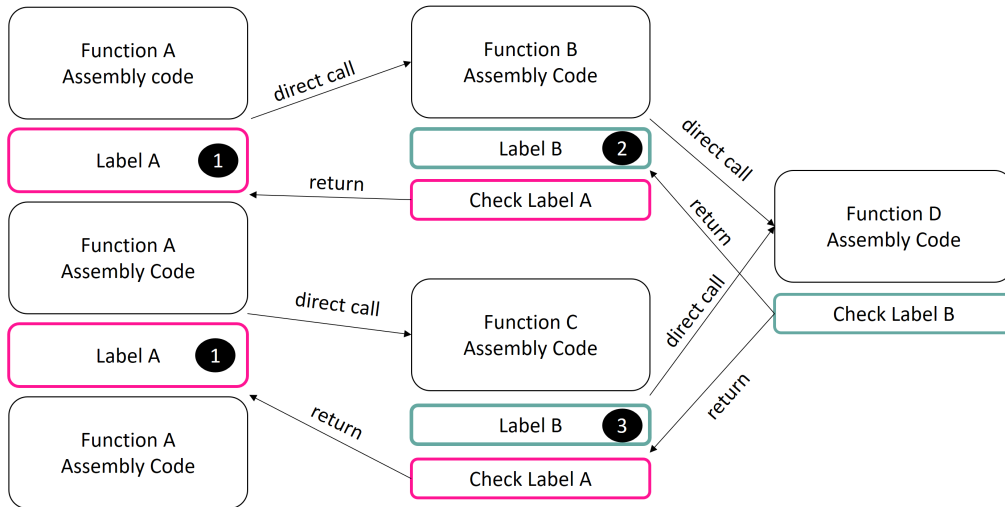 Function A
Assembly code
direct call
Function B
Assembly Code
Label A
1
Label B
2
direct call
return
Check Label A
return
Function D
Assembly Code
Function A
Assembly Code
direct call
Function C
Assembly Code
direct call
Check Label B
Label A
1
return
Label B
3
return
Check Label A
Function A
Assembly Code